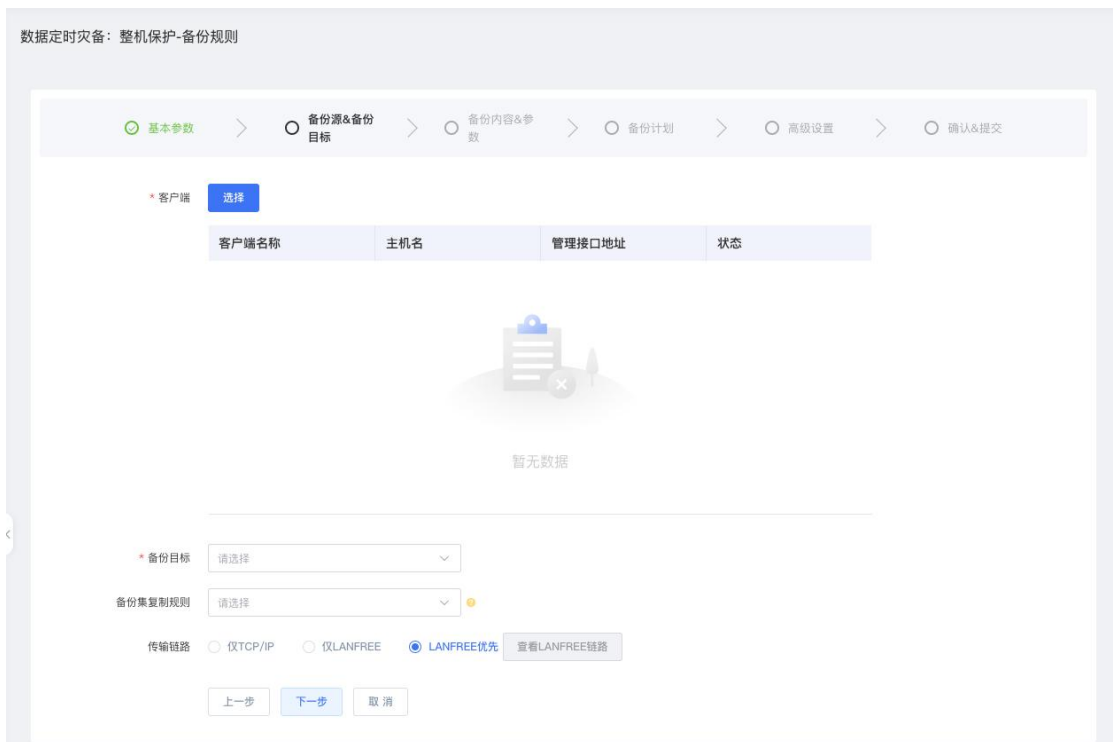 数据定时灾备：整机保护-备份规则
基本参数
备份源&备份
目标
备份内容&参
数
备份计划
高级设置
确认&提交
* 客户端 选择
客户端名称 主机名 管理接口地址 状态
暂无数据
* 备份目标 请选择
备份集复制规则 请选择
传输链路 仅TCP/IP 仅LANFREE LANFREE优先 查看LANFREE链路
上一步 下一步 取消